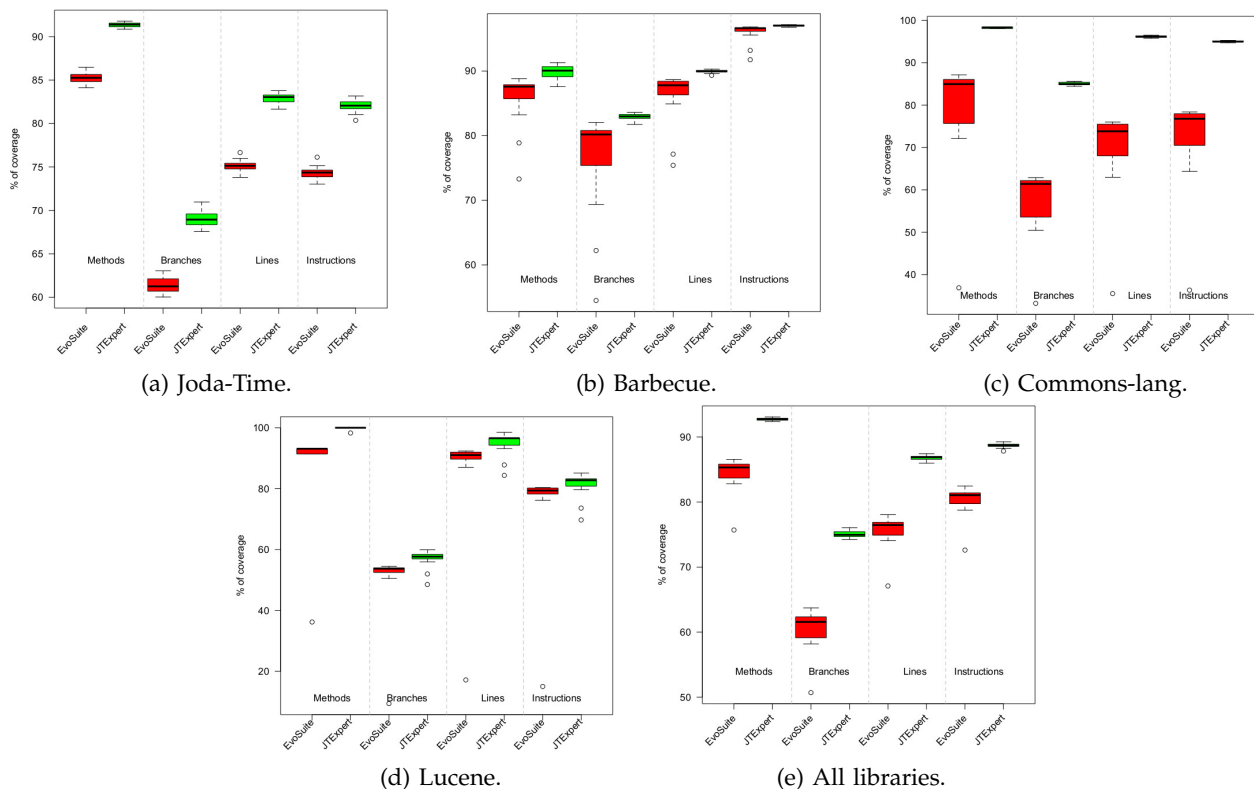 % of coverage
90
85
80
75
70
65
60
Methods Branches Lines Instructions
EvoSuite JTExpert EvoSuite JTExpert EvoSuite JTExpert EvoSuite JTExpert
(a) Joda-Time.
% of coverage
90
80
70
60
Methods Branches Lines Instructions
EvoSuite JTExpert EvoSuite JTExpert EvoSuite JTExpert EvoSuite JTExpert
(b) Barbecue.
% of coverage
100
90
80
70
60
50
40
Methods Branches Lines Instructions
EvoSuite JTExpert EvoSuite JTExpert EvoSuite JTExpert EvoSuite JTExpert
(c) Commons-lang.
% of coverage
100
80
60
40
20
Methods Branches Lines Instructions
EvoSuite JTExpert EvoSuite JTExpert EvoSuite JTExpert EvoSuite JTExpert
(d) Lucene.
% of coverage
90
80
70
60
50
Methods Branches Lines Instructions
EvoSuite JTExpert EvoSuite JTExpert EvoSuite JTExpert EvoSuite JTExpert
(e) All libraries.